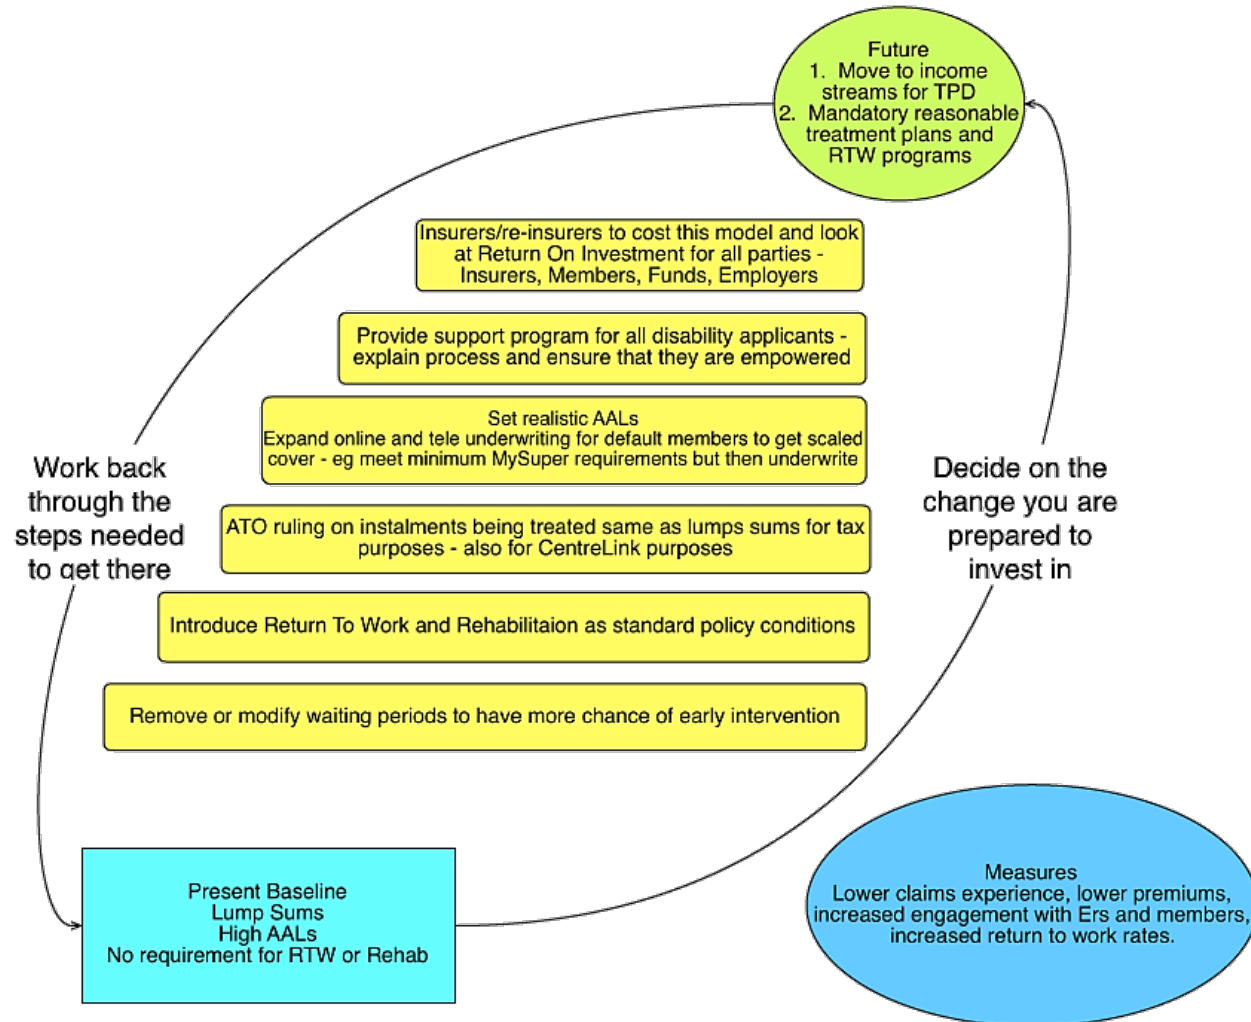 Future
1. Move to income
streams for TPD
2. Mandatory reasonable
treatment plans and
RTW programs
Insurers/re-insurers to cost this model and look
at Return On Investment for all parties -
Insurers, Members, Funds, Employers
Provide support program for all disability applicants -
explain process and ensure that they are empowered
Set realistic AALs
Expand online and tele underwriting for default members to get scaled
cover - eg meet minimum MySuper requirements but then underwrite
Work back
through the
steps needed
to get there
Decide on the
change you are
prepared to
invest in
ATO ruling on instalments being treated same as lumps sums for tax
purposes - also for CentreLink purposes
Introduce Return To Work and Rehabilitaion as standard policy conditions
Remove or modify waiting periods to have more chance of early intervention
Present Baseline
Lump Sums
High AALs
No requirement for RTW or Rehab
Measures
Lower claims experience, lower premiums,
increased engagement with Ers and members,
increased return to work rates.